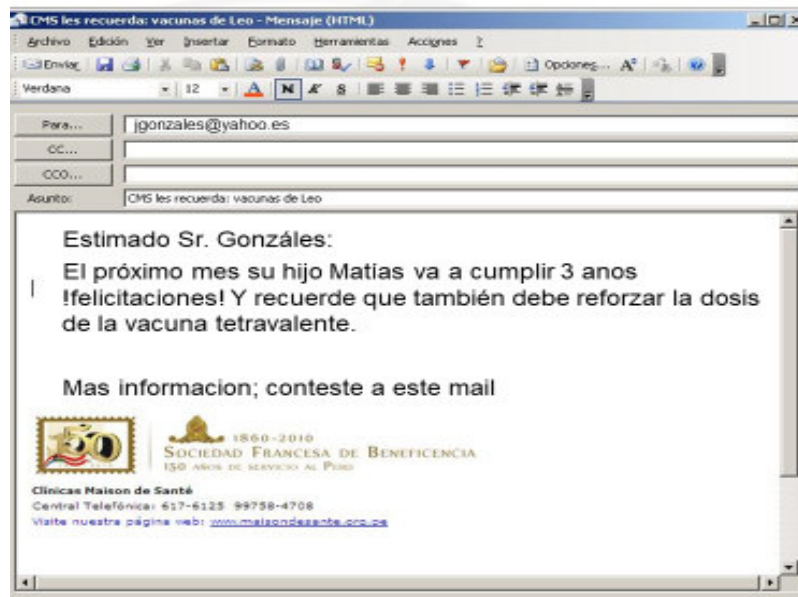 CMS les recuerda: vacunas de Leo - Mensaje (HTML)
Archivo Edición Ver Insertar Formato Herramientas Acciones ?
Enviar Opciones...
Verdana 12 A N K S
Para... jgonzales@yahoo.es
CC...
CCO...
Asunto: CMS les recuerda: vacunas de Leo
Estimado Sr. Gonzáles:
El próximo mes su hijo Matías va a cumplir 3 anos
!felicitaciones! Y recuerde que también debe reforzar la dosis
de la vacuna tetravalente.
Mas informacion; conteste a este mail
150
1860-2010
SOCIEDAD FRANCESA DE BENEFICENCIA
150 AÑOS DE SERVICIO AL PERÚ
Clínicas Maison de Santé
Central Telefónica: 617-6125 99758-4708
Visite nuestra página web: www.maisondesante.org.pe